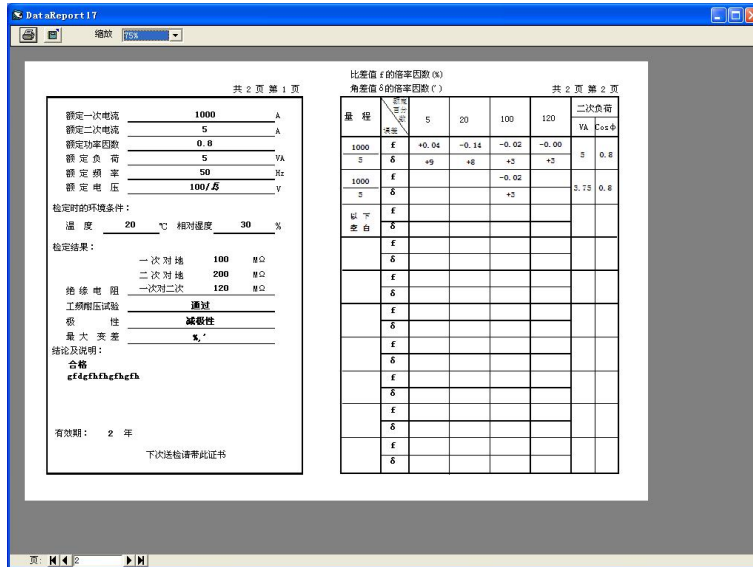 DataReport17
缩放 75%
共 2 页 第 1 页
额定一次电流 1000 A
额定二次电流 5 A
额定功率因数 0.8
额定负荷 5 VA
额定频率 50 Hz
额定电压 100/√3 V
检定时的环境条件：
温度 20 ℃ 相对湿度 30 %
检定结果：
一次对地 100 MΩ
二次对地 200 MΩ
绝缘电阻 一次对二次 120 MΩ
工频耐压试验 通过
极性 减极性
最大变差 %,′
结论及说明：
合格
gfdgfhfhgfhgfh
有效期： 2 年
下次送检请带此证书
比差值 f 的倍率因数(%)
角差值 δ 的倍率因数(′) 共 2 页 第 2 页
量程 额定百分数 误差 5 20 100 120 二次负荷
VA CosΦ
1000 f +0.04 -0.14 -0.02 -0.00
5 δ +9 +8 +3 +3 5 0.8
1000 f -0.02
5 δ +3 3.75 0.8
以下 f
空白 δ
f
δ
f
δ
f
δ
f
δ
f
δ
f
δ
f
δ
页: 2